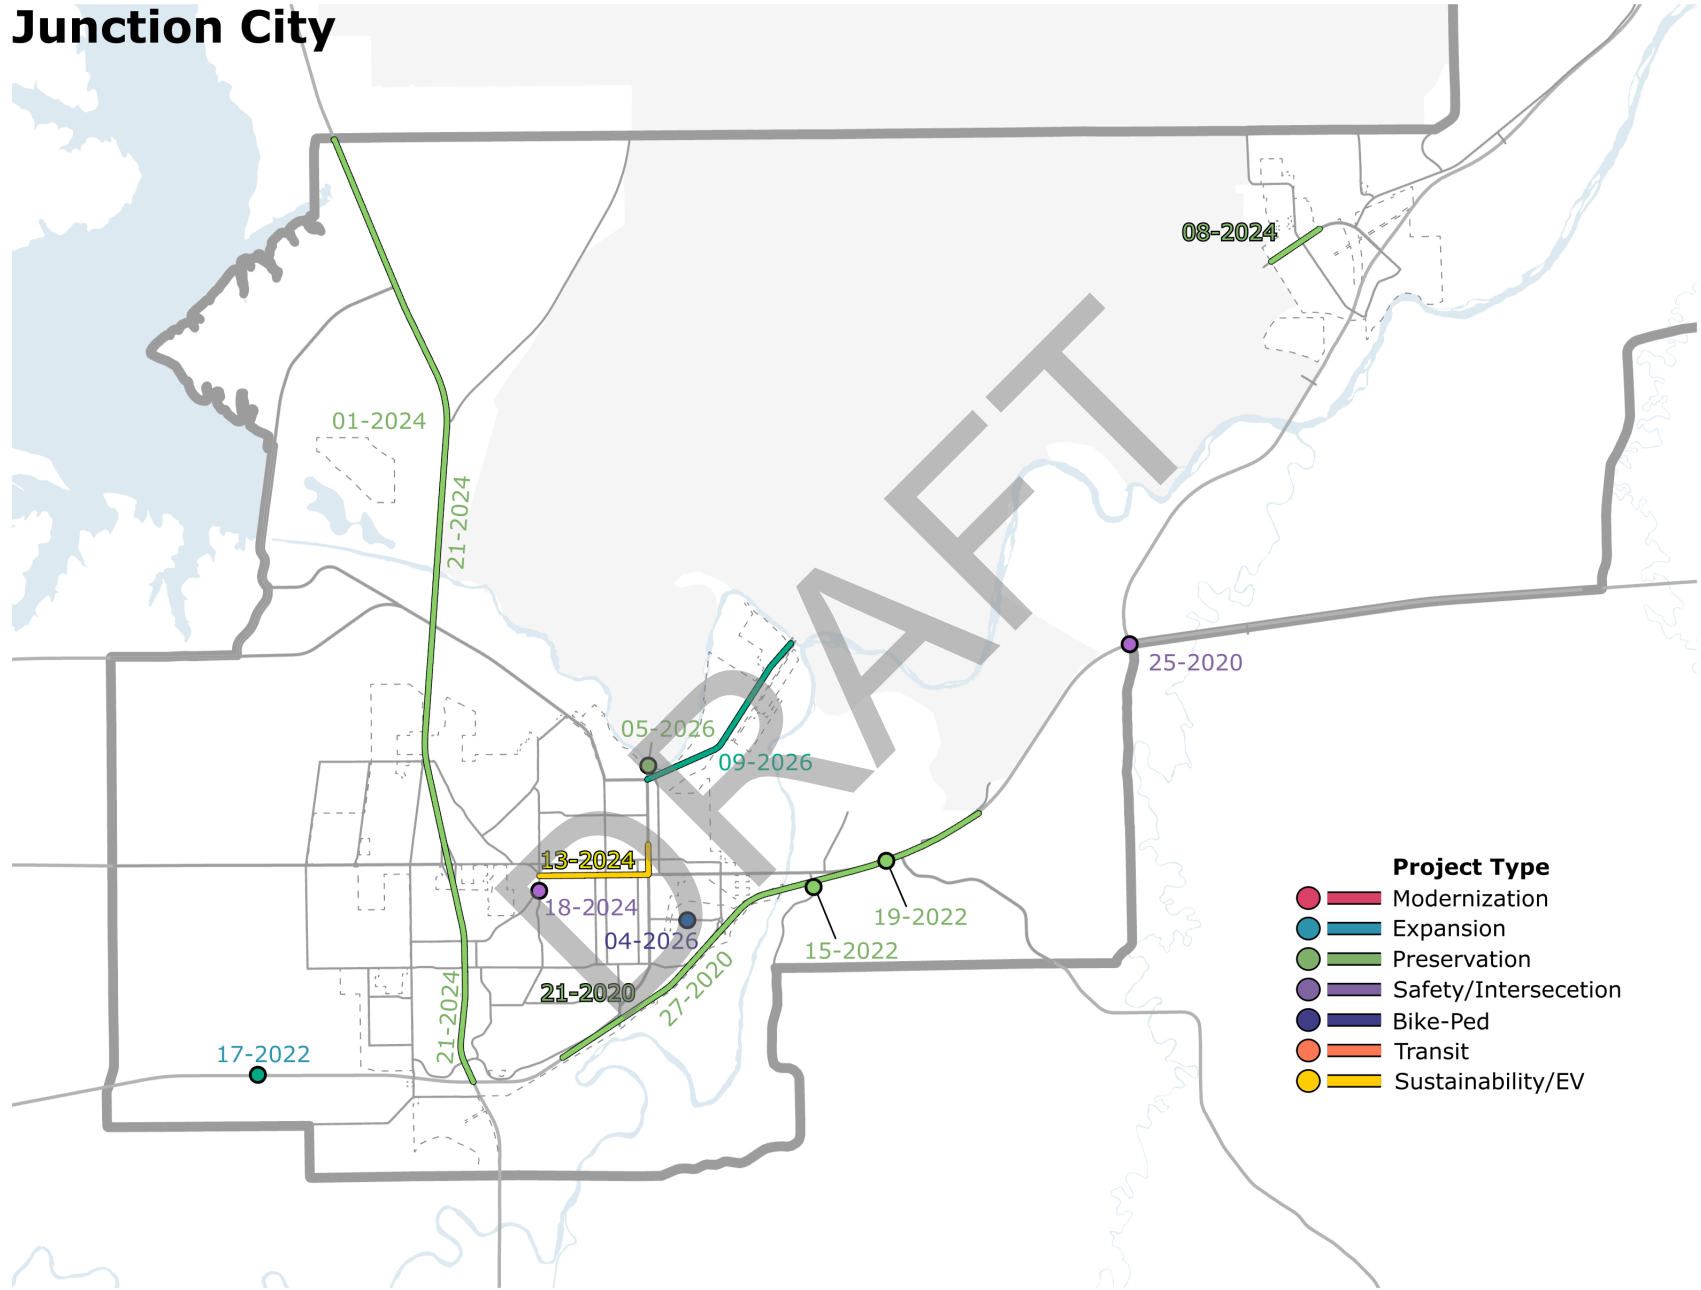 Junction City
08-2024
01-2024
21-2024
25-2020
05-2026
09-2026
DRAFT
13-2024
18-2024
04-2026
19-2022
15-2022
21-2020
27-2020
21-2024
17-2022
Project Type
Modernization
Expansion
Preservation
Safety/Intersecetion
Bike-Ped
Transit
Sustainability/EV